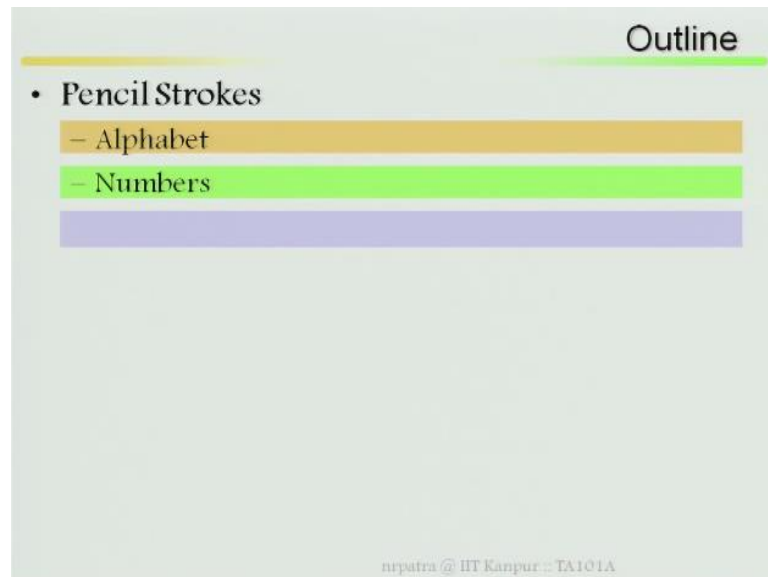 Outline
• Pencil Strokes
– Alphabet
– Numbers
nrpatra @ IIT Kanpur :: TA101A